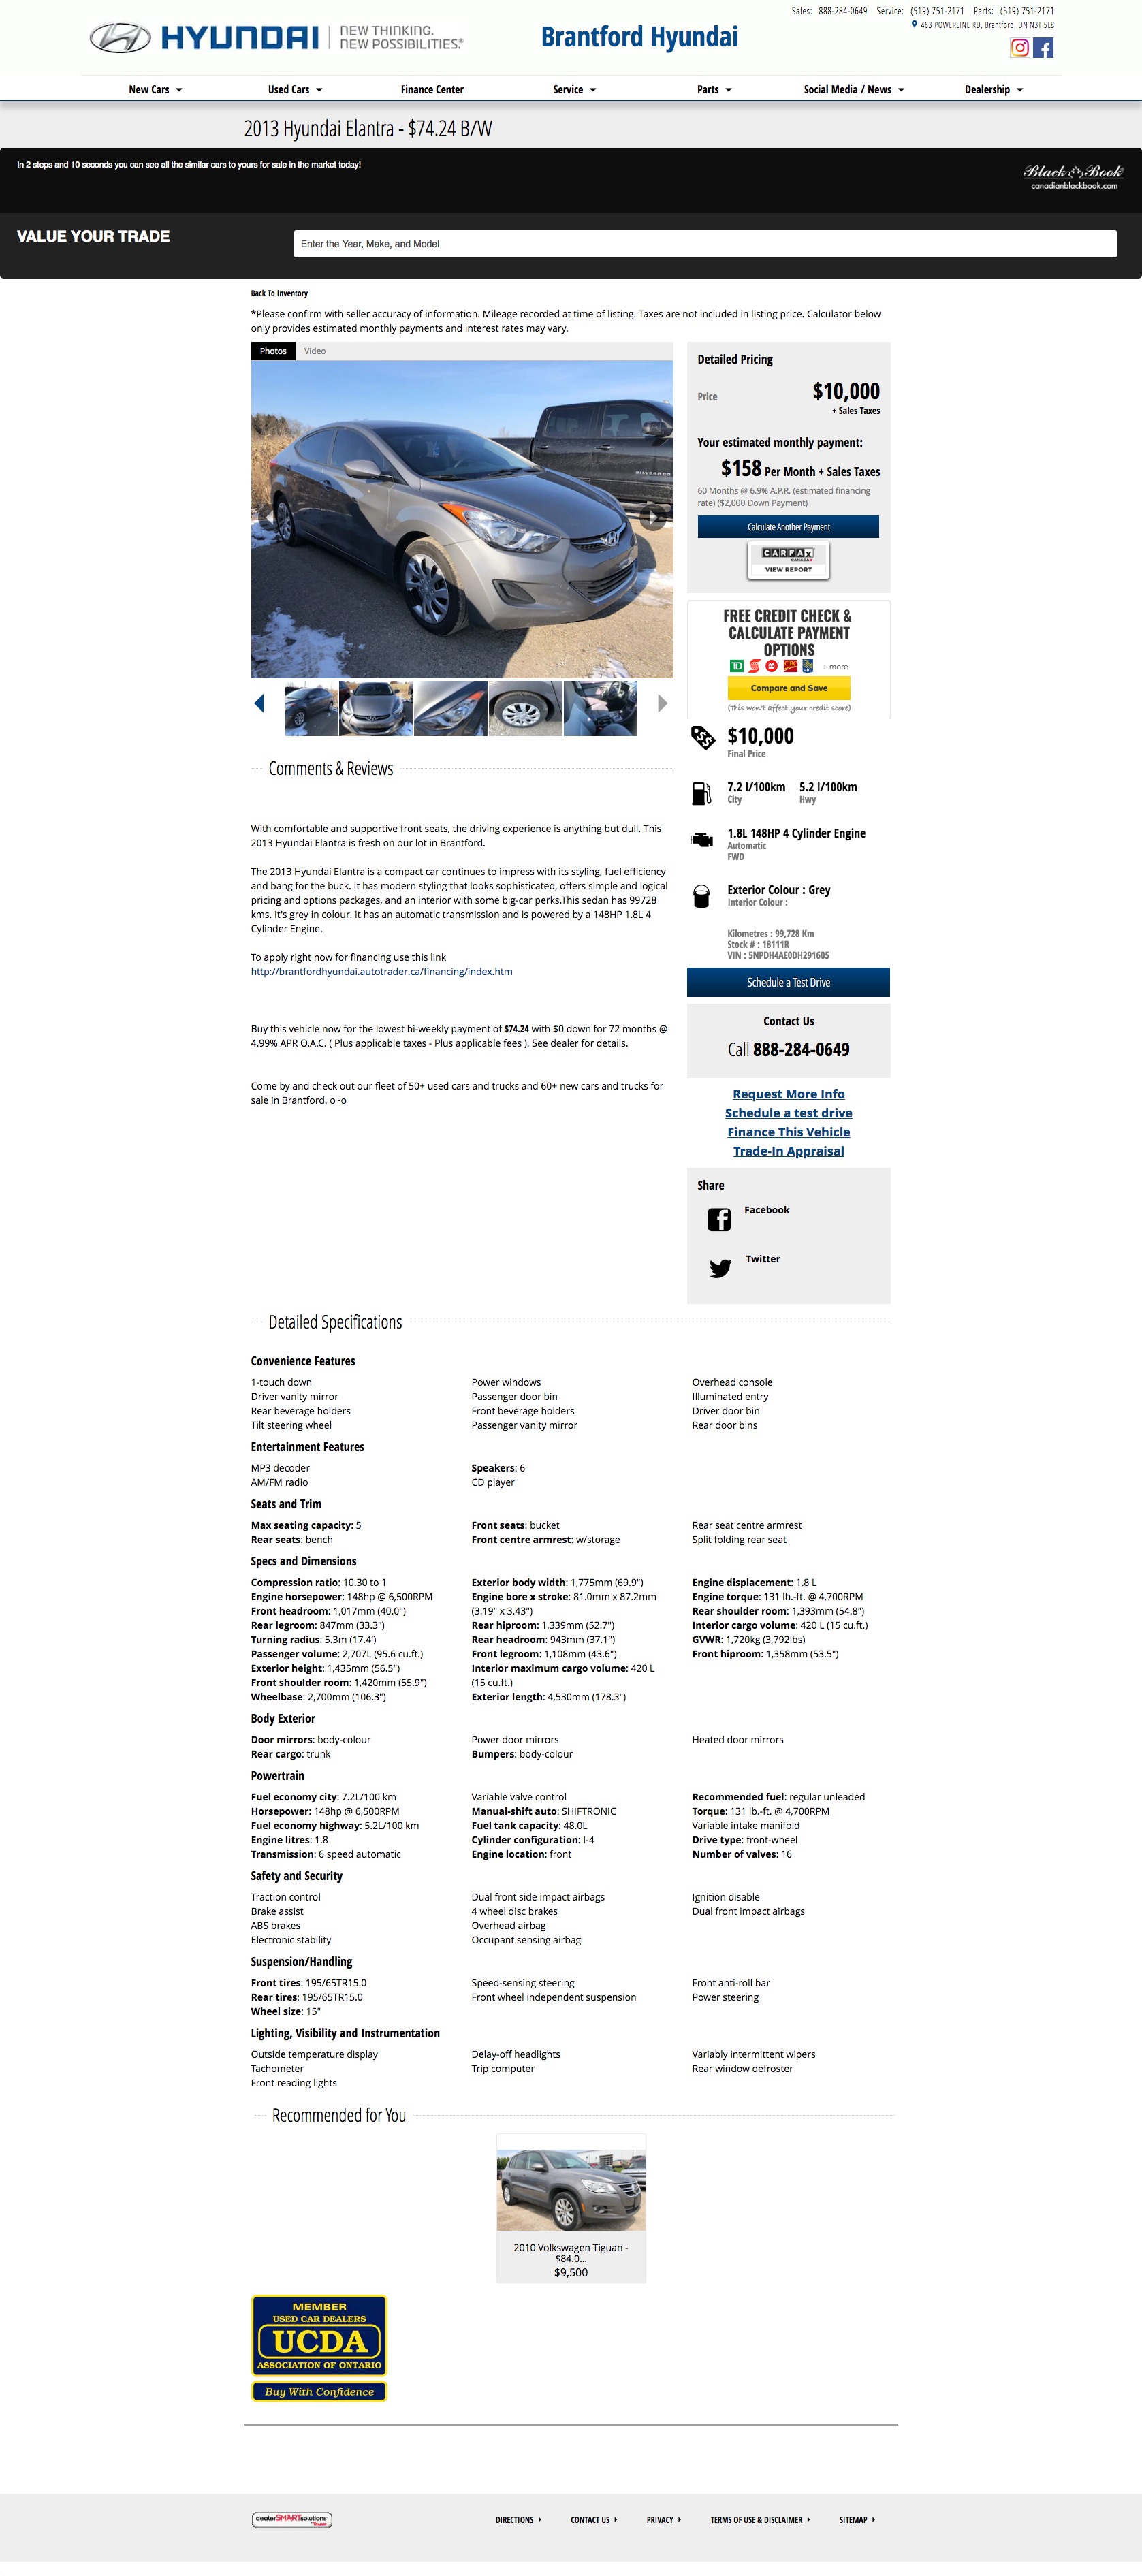 Sales: 888-284-0649 Service: (519) 751-2171 Parts: (519) 751-2171
463 POWERLINE RD, Brantford, ON N3T 5L8
HYUNDAI
NEW THINKING.
NEW POSSIBILITIES.®
Brantford Hyundai
New Cars
Used Cars
Finance Center
Service
Parts
Social Media / News
Dealership
2013 Hyundai Elantra - $74.24 B/W
In 2 steps and 10 seconds you can see all the similar cars to yours for sale in the market today!
Black Book
canadianblackbook.com
VALUE YOUR TRADE
Enter the Year, Make, and Model
Back To Inventory
*Please confirm with seller accuracy of information. Mileage recorded at time of listing. Taxes are not included in listing price. Calculator below
only provides estimated monthly payments and interest rates may vary.
Photos
Video
SILVERADO
Detailed Pricing
Price
$10,000
+ Sales Taxes
Your estimated monthly payment:
$158 Per Month + Sales Taxes
60 Months @ 6.9% A.P.R. (estimated financing
rate) ($2,000 Down Payment)
Calculate Another Payment
CARFAX
CANADA
VIEW REPORT
FREE CREDIT CHECK &
CALCULATE PAYMENT
OPTIONS
TD
CIBC
+ more
Compare and Save
(This won't affect your credit score)
$10,000
Final Price
7.2 l/100km 5.2 l/100km
City Hwy
1.8L 148HP 4 Cylinder Engine
Automatic
FWD
Exterior Colour : Grey
Interior Colour :
Kilometres : 99,728 Km
Stock # : 18111R
VIN : 5NPDH4AE0DH291605
Schedule a Test Drive
Contact Us
Call 888-284-0649
Request More Info
Schedule a test drive
Finance This Vehicle
Trade-In Appraisal
Share
Facebook
Twitter
Comments & Reviews
With comfortable and supportive front seats, the driving experience is anything but dull. This
2013 Hyundai Elantra is fresh on our lot in Brantford.
The 2013 Hyundai Elantra is a compact car continues to impress with its styling, fuel efficiency
and bang for the buck. It has modern styling that looks sophisticated, offers simple and logical
pricing and options packages, and an interior with some big-car perks.This sedan has 99728
kms. It's grey in colour. It has an automatic transmission and is powered by a 148HP 1.8L 4
Cylinder Engine.
To apply right now for financing use this link
http://brantfordhyundai.autotrader.ca/financing/index.htm
Buy this vehicle now for the lowest bi-weekly payment of $74.24 with $0 down for 72 months @
4.99% APR O.A.C. ( Plus applicable taxes - Plus applicable fees ). See dealer for details.
Come by and check out our fleet of 50+ used cars and trucks and 60+ new cars and trucks for
sale in Brantford. o~o
Detailed Specifications
Convenience Features
1-touch down Power windows Overhead console
Driver vanity mirror Passenger door bin Illuminated entry
Rear beverage holders Front beverage holders Driver door bin
Tilt steering wheel Passenger vanity mirror Rear door bins
Entertainment Features
MP3 decoder Speakers: 6
AM/FM radio CD player
Seats and Trim
Max seating capacity: 5 Front seats: bucket Rear seat centre armrest
Rear seats: bench Front centre armrest: w/storage Split folding rear seat
Specs and Dimensions
Compression ratio: 10.30 to 1 Exterior body width: 1,775mm (69.9") Engine displacement: 1.8 L
Engine horsepower: 148hp @ 6,500RPM Engine bore x stroke: 81.0mm x 87.2mm Engine torque: 131 lb.-ft. @ 4,700RPM
Front headroom: 1,017mm (40.0") (3.19" x 3.43") Rear shoulder room: 1,393mm (54.8")
Rear legroom: 847mm (33.3") Rear hiproom: 1,339mm (52.7") Interior cargo volume: 420 L (15 cu.ft.)
Turning radius: 5.3m (17.4') Rear headroom: 943mm (37.1") GVWR: 1,720kg (3,792lbs)
Passenger volume: 2,707L (95.6 cu.ft.) Front legroom: 1,108mm (43.6") Front hiproom: 1,358mm (53.5")
Exterior height: 1,435mm (56.5") Interior maximum cargo volume: 420 L
Front shoulder room: 1,420mm (55.9") (15 cu.ft.)
Wheelbase: 2,700mm (106.3") Exterior length: 4,530mm (178.3")
Body Exterior
Door mirrors: body-colour Power door mirrors Heated door mirrors
Rear cargo: trunk Bumpers: body-colour
Powertrain
Fuel economy city: 7.2L/100 km Variable valve control Recommended fuel: regular unleaded
Horsepower: 148hp @ 6,500RPM Manual-shift auto: SHIFTRONIC Torque: 131 lb.-ft. @ 4,700RPM
Fuel economy highway: 5.2L/100 km Fuel tank capacity: 48.0L Variable intake manifold
Engine litres: 1.8 Cylinder configuration: I-4 Drive type: front-wheel
Transmission: 6 speed automatic Engine location: front Number of valves: 16
Safety and Security
Traction control Dual front side impact airbags Ignition disable
Brake assist 4 wheel disc brakes Dual front impact airbags
ABS brakes Overhead airbag
Electronic stability Occupant sensing airbag
Suspension/Handling
Front tires: 195/65TR15.0 Speed-sensing steering Front anti-roll bar
Rear tires: 195/65TR15.0 Front wheel independent suspension Power steering
Wheel size: 15"
Lighting, Visibility and Instrumentation
Outside temperature display Delay-off headlights Variably intermittent wipers
Tachometer Trip computer Rear window defroster
Front reading lights
Recommended for You
2010 Volkswagen Tiguan -
$84.0...
$9,500
MEMBER
USED CAR DEALERS
UCDA
ASSOCIATION OF ONTARIO
Buy With Confidence
dealerSMARTsolutions
DIRECTIONS
CONTACT US
PRIVACY
TERMS OF USE & DISCLAIMER
SITEMAP